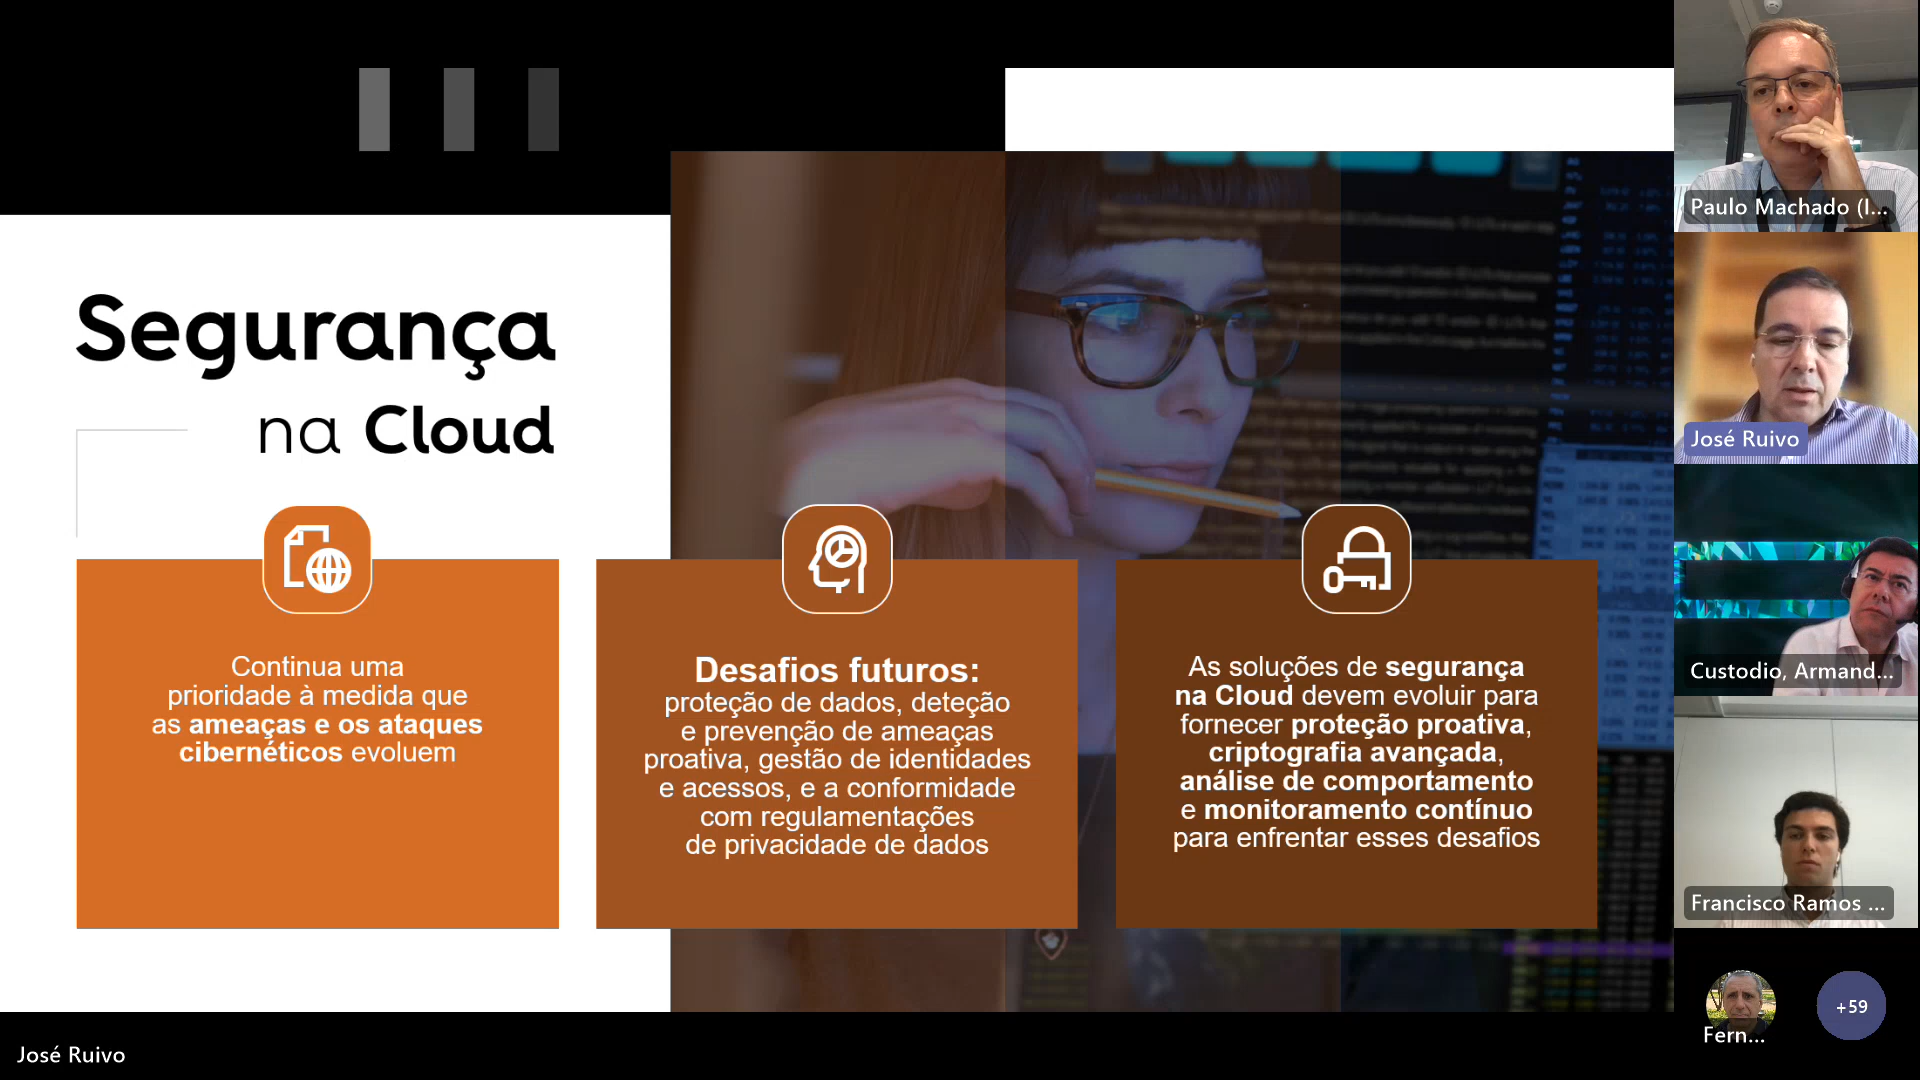 Segurança
na Cloud
Continua uma
prioridade à medida que
as ameaças e os ataques
cibernéticos evoluem
Desafios futuros:
proteção de dados, deteção
e prevenção de ameaças
proativa, gestão de identidades
e acessos, e a conformidade
com regulamentações
de privacidade de dados
As soluções de segurança
na Cloud devem evoluir para
fornecer proteção proativa,
criptografia avançada,
análise de comportamento
e monitoramento contínuo
para enfrentar esses desafios
Paulo Machado (I...
José Ruivo
Custodio, Armand...
Francisco Ramos ...
Fern...
+59
José Ruivo